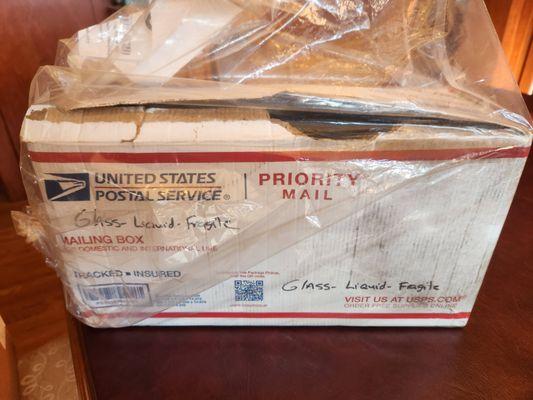 UNITED STATES
POSTAL SERVICE®
PRIORITY
MAIL
Glass- Liquid- Fragile
MAILING BOX
DOMESTIC AND INTERNATIONAL USE
TRACKED ■ INSURED
Glass- Liquid- Fragile
VISIT US AT USPS.COM®
ORDER FREE SUPPLIES ONLINE